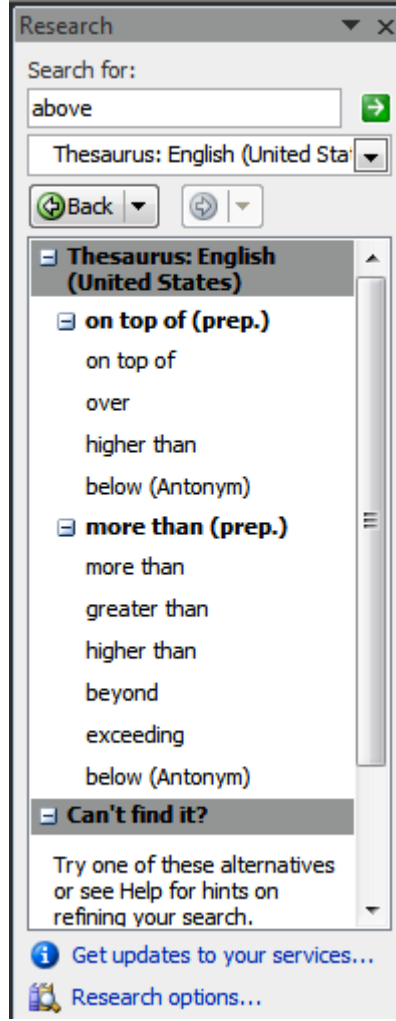 Research
Search for:
above
Thesaurus: English (United Stat
Back
Thesaurus: English
(United States)
on top of (prep.)
on top of
over
higher than
below (Antonym)
more than (prep.)
more than
greater than
higher than
beyond
exceeding
below (Antonym)
Can't find it?
Try one of these alternatives
or see Help for hints on
refining your search.
Get updates to your services...
Research options...